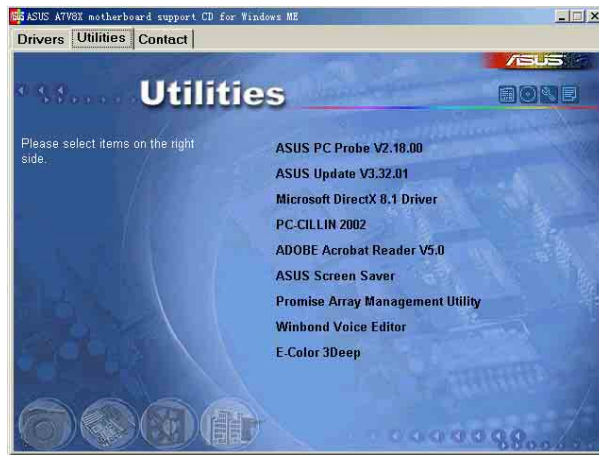 ASUS A7V8X motherboard support CD for Windows ME
Drivers Utilities Contact
ASUS
Utilities
Please select items on the right
side.
ASUS PC Probe V2.18.00
ASUS Update V3.32.01
Microsoft DirectX 8.1 Driver
PC-CILLIN 2002
ADOBE Acrobat Reader V5.0
ASUS Screen Saver
Promise Array Management Utility
Winbond Voice Editor
E-Color 3Deep